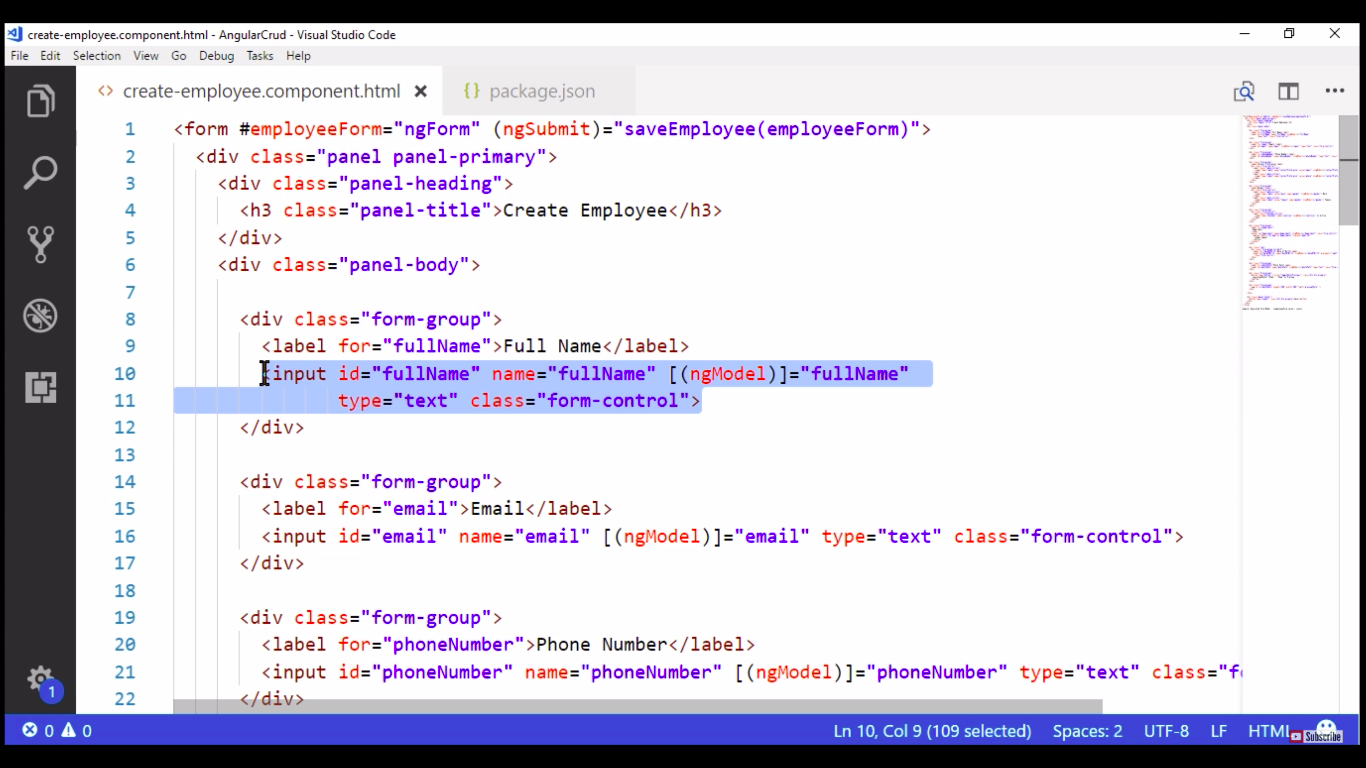 create-employee.component.html - AngularCrud - Visual Studio Code
File Edit Selection View Go Debug Tasks Help
<> create-employee.component.html × {} package.json
1 <form #employeeForm="ngForm" (ngSubmit)="saveEmployee(employeeForm)">
2 <div class="panel panel-primary">
3 <div class="panel-heading">
4 <h3 class="panel-title">Create Employee</h3>
5 </div>
6 <div class="panel-body">
7
8 <div class="form-group">
9 <label for="fullName">Full Name</label>
10 <input id="fullName" name="fullName" [(ngModel)]="fullName"
11 type="text" class="form-control">
12 </div>
13
14 <div class="form-group">
15 <label for="email">Email</label>
16 <input id="email" name="email" [(ngModel)]="email" type="text" class="form-control">
17 </div>
18
19 <div class="form-group">
20 <label for="phoneNumber">Phone Number</label>
21 <input id="phoneNumber" name="phoneNumber" [(ngModel)]="phoneNumber" type="text" class="f
22 </div>
1
0 0 Ln 10, Col 9 (109 selected) Spaces: 2 UTF-8 LF HTML
Subscribe